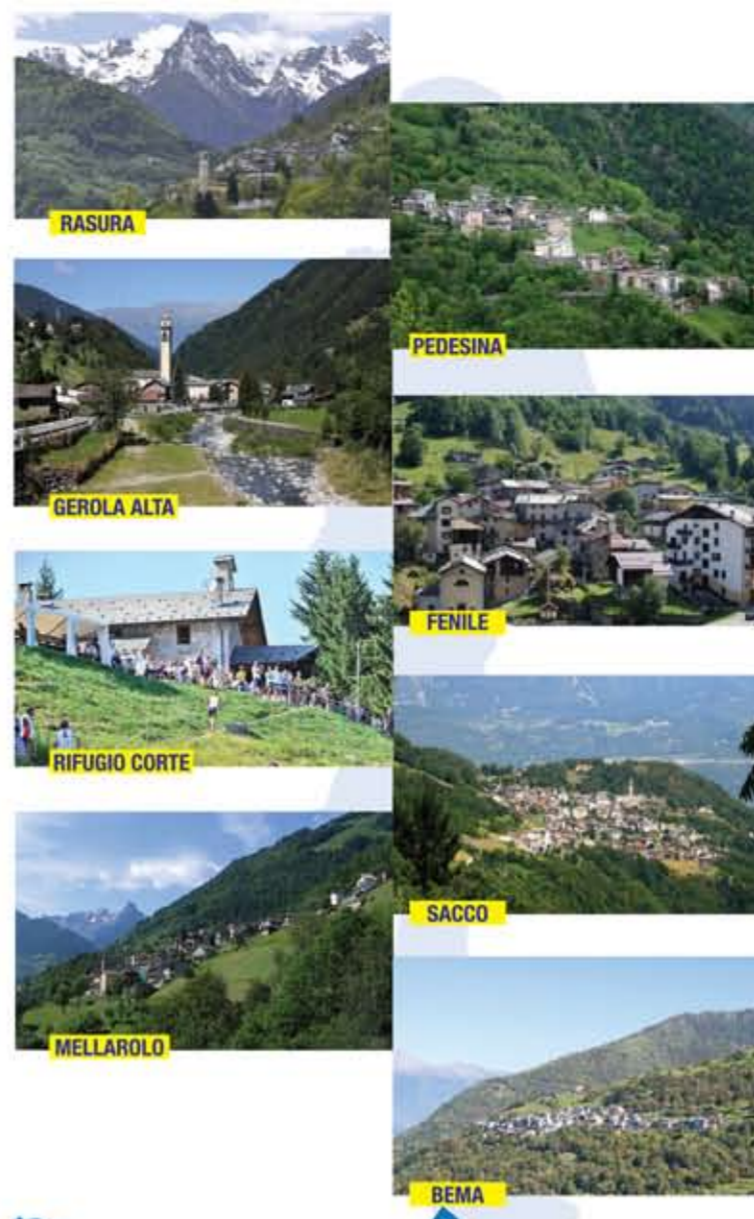 RASURA
PEDESINA
GEROLA ALTA
FENILE
RIFUGIO CORTE
SACCO
MELLAROLO
BEMA